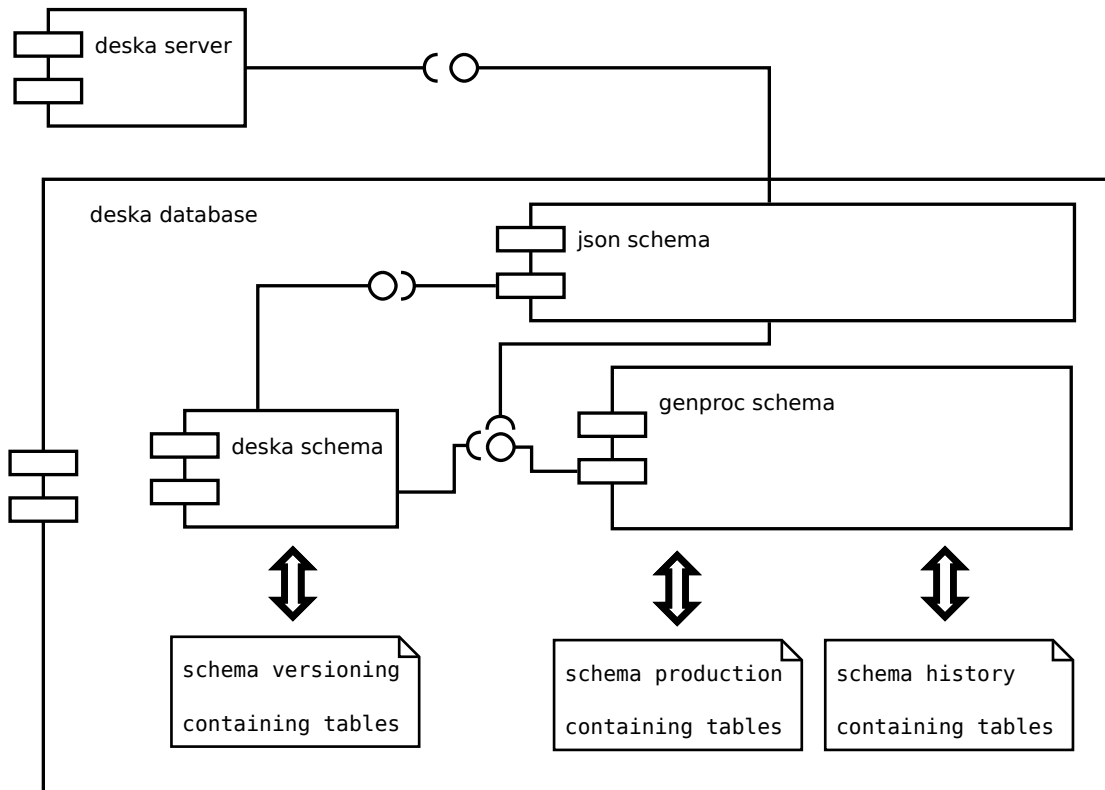 deska server
deska database
json schema
genproc schema
deska schema
schema versioning
containing tables
schema production
containing tables
schema history
containing tables